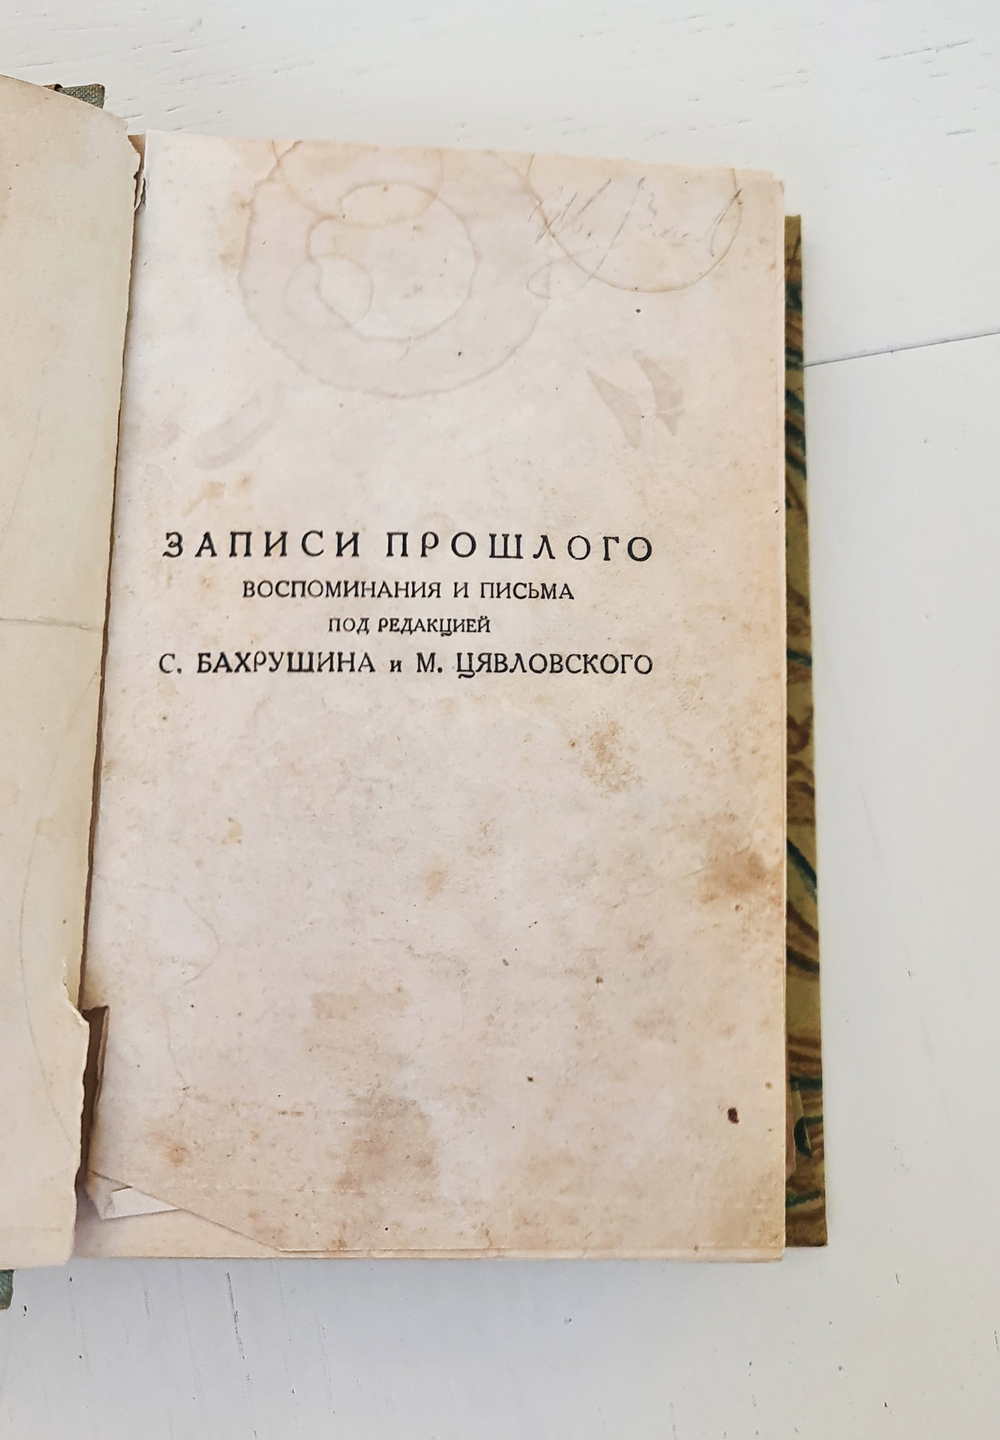 ЗАПИСИ ПРОШЛОГО
ВОСПОМИНАНИЯ И ПИСЬМА
ПОД РЕДАКЦИЕЙ
С. БАХРУШИНА и М. ЦЯВЛОВСКОГО